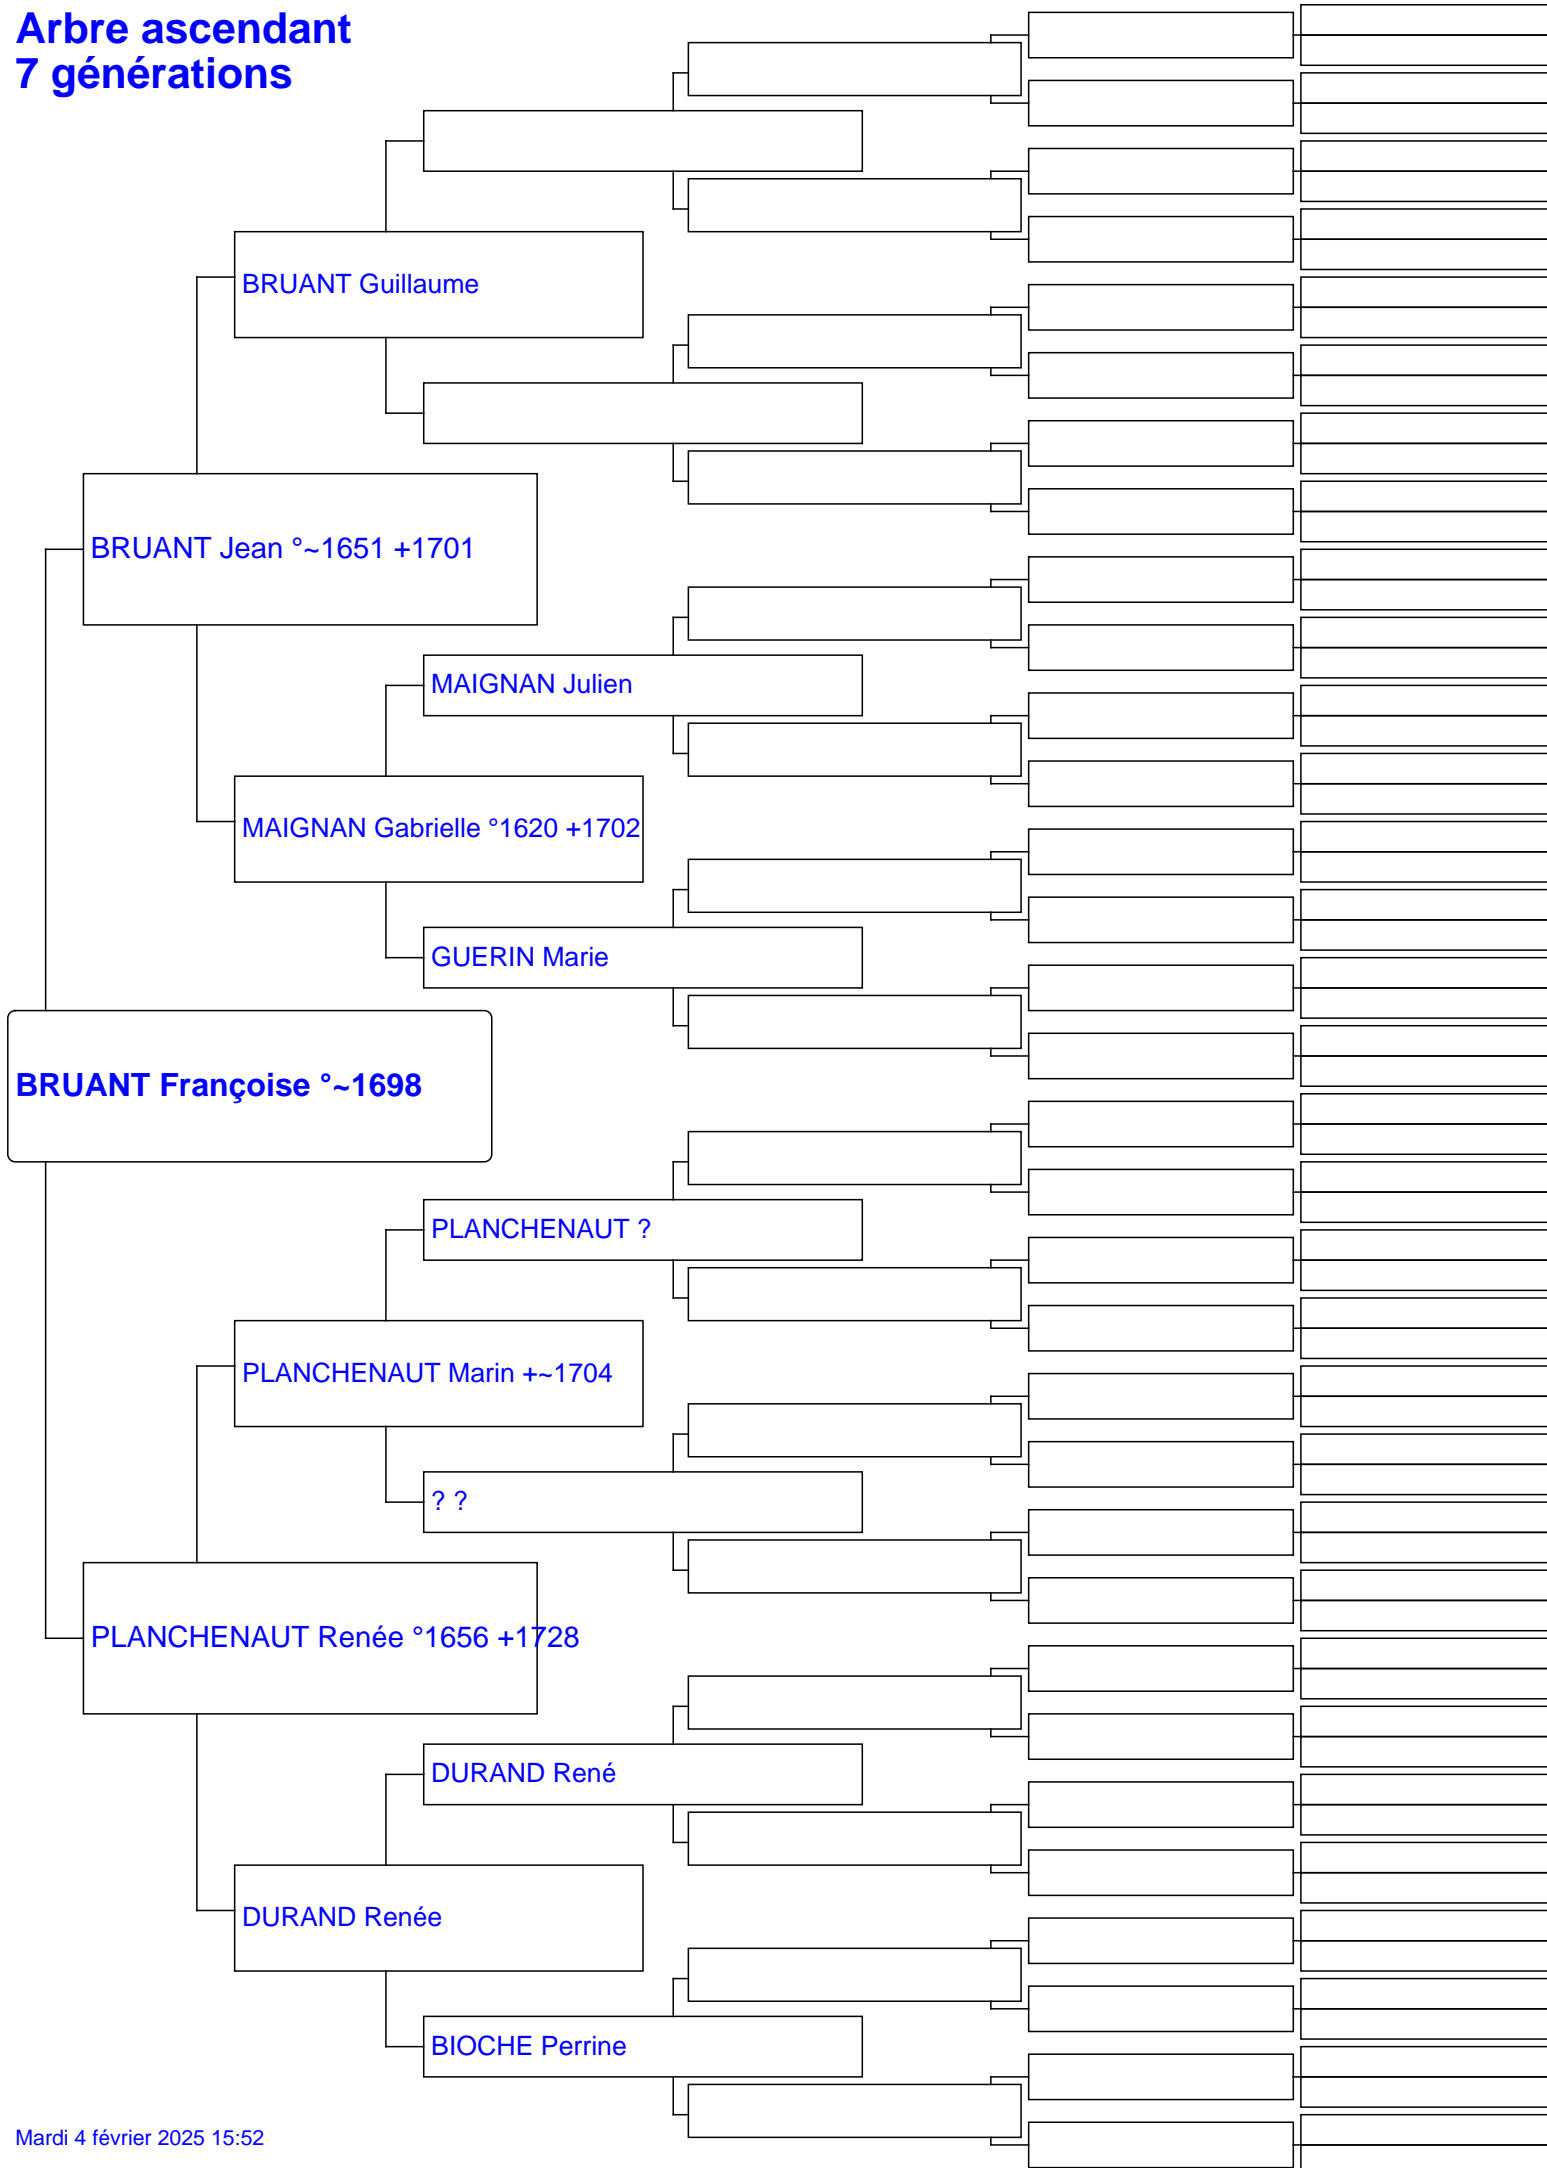 Arbre ascendant
7 générations
BRUANT Guillaume
BRUANT Jean °~1651 +1701
MAIGNAN Julien
MAIGNAN Gabrielle °1620 +1702
GUERIN Marie
BRUANT Françoise °~1698
PLANCHENAUT ?
PLANCHENAUT Marin +~1704
? ?
PLANCHENAUT Renée °1656 +1728
DURAND René
DURAND Renée
BIOCHE Perrine
Mardi 4 février 2025 15:52